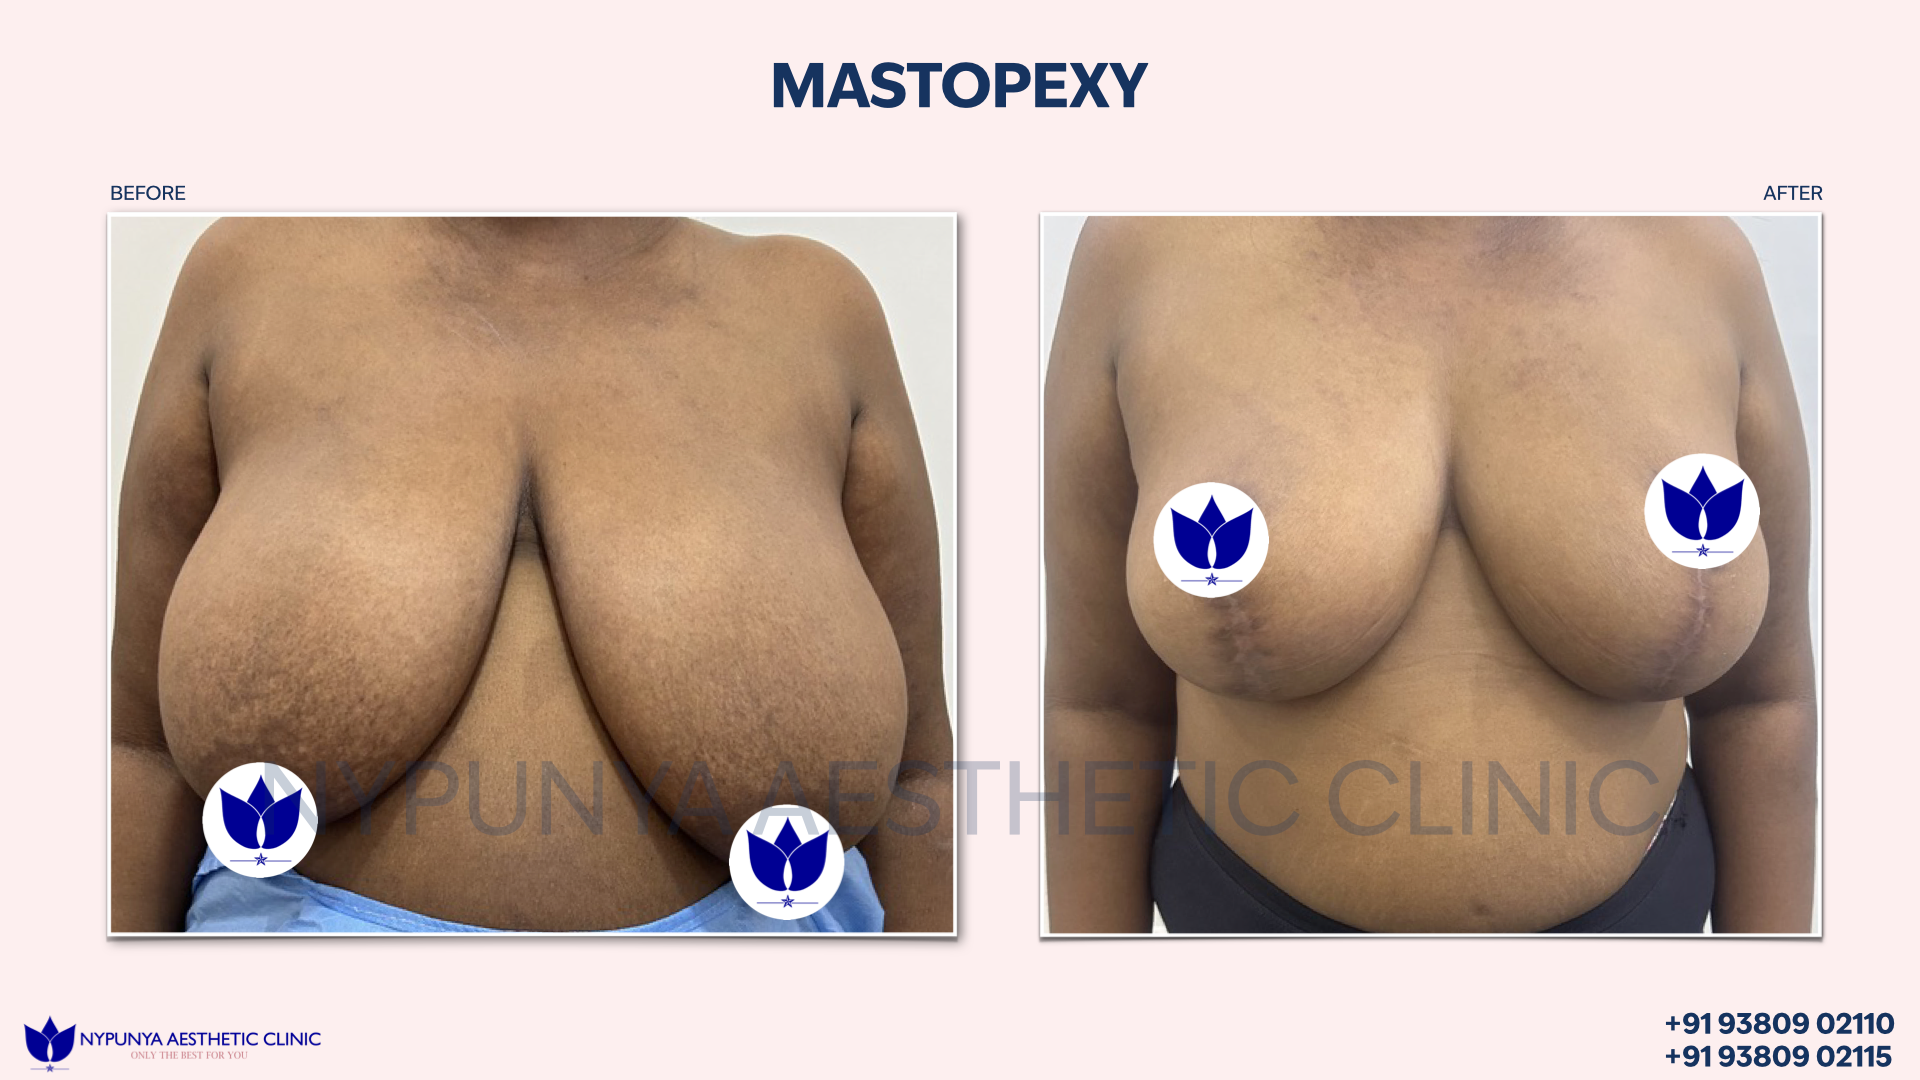 MASTOPEXY
BEFORE
AFTER
NYPUNYA AESTHETIC CLINIC
NYPUNYA AESTHETIC CLINIC
ONLY THE BEST FOR YOU
+91 93809 02110
+91 93809 02115